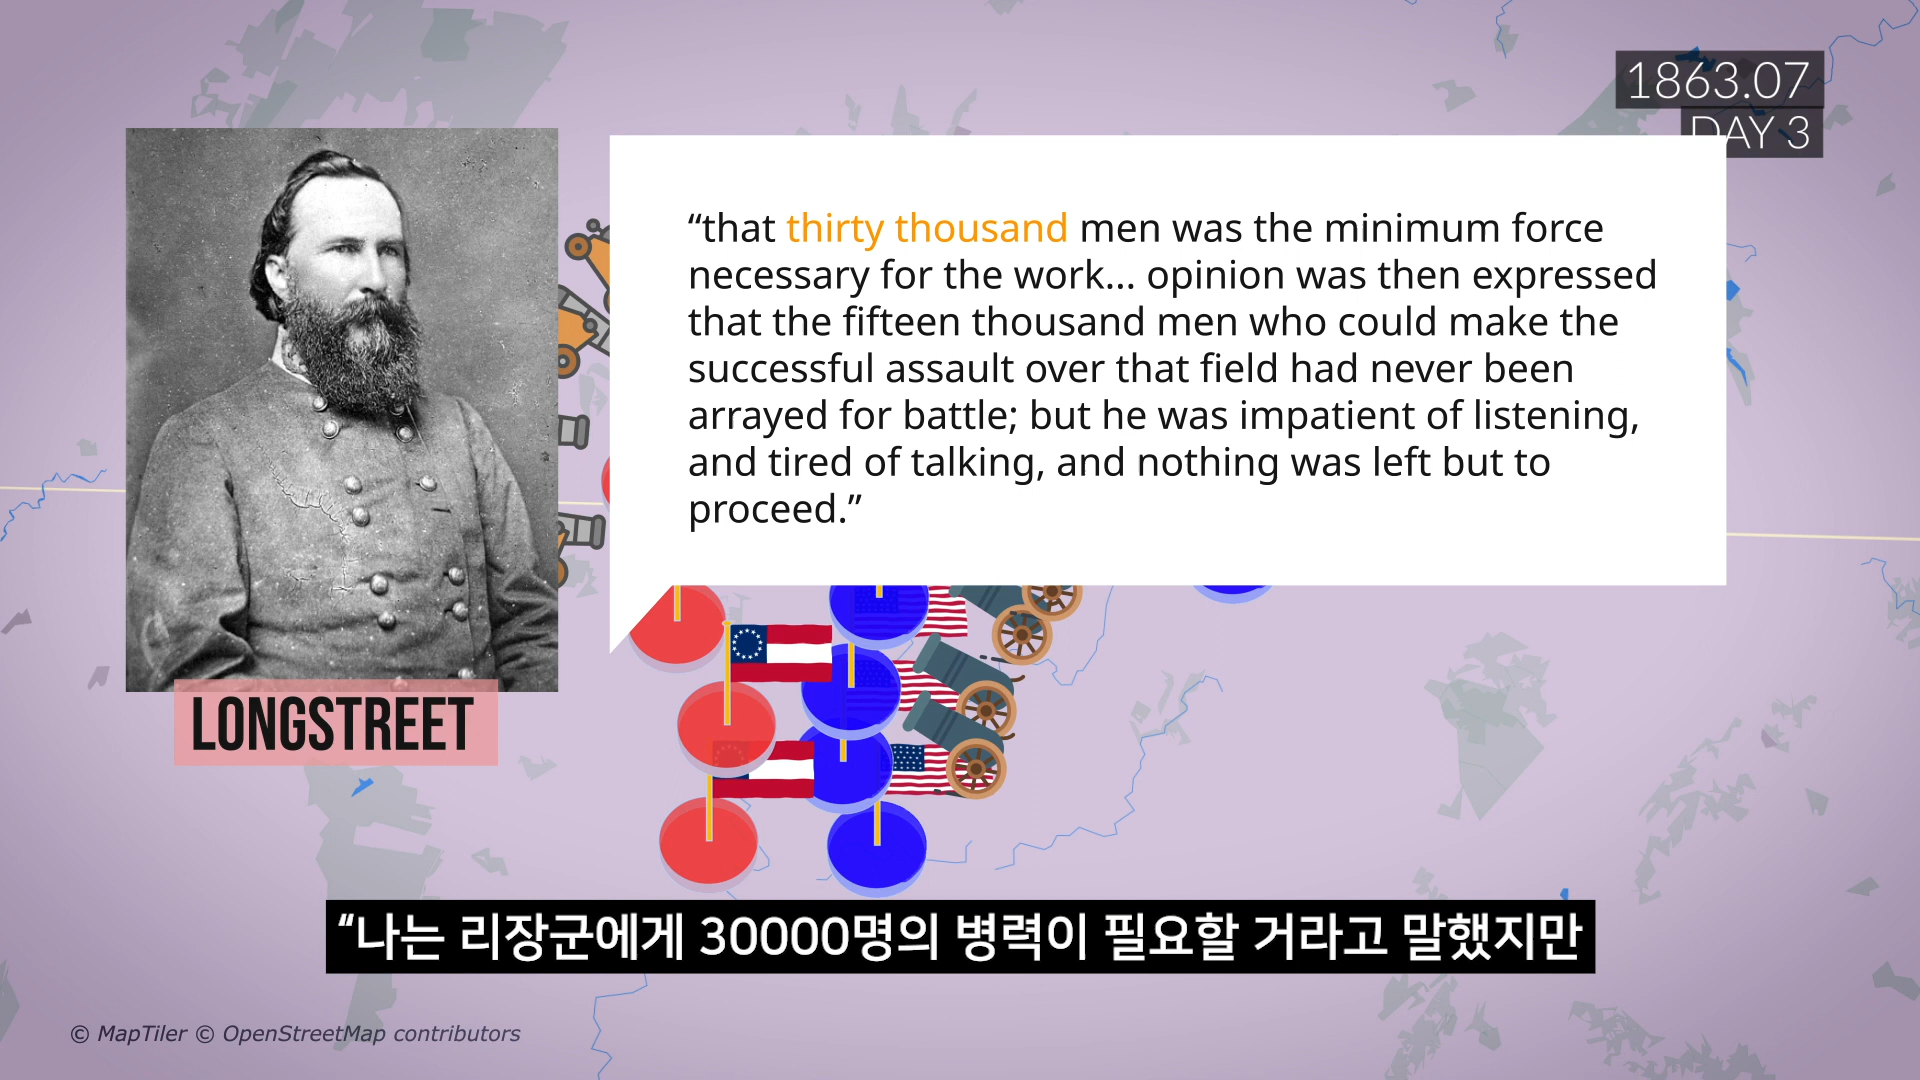 1863.07
DAY 3
“that thirty thousand men was the minimum force
necessary for the work... opinion was then expressed
that the fifteen thousand men who could make the
successful assault over that field had never been
arrayed for battle; but he was impatient of listening,
and tired of talking, and nothing was left but to
proceed.”
LONGSTREET
“나는 리장군에게 30000명의 병력이 필요할 거라고 말했지만
© MapTiler © OpenStreetMap contributors